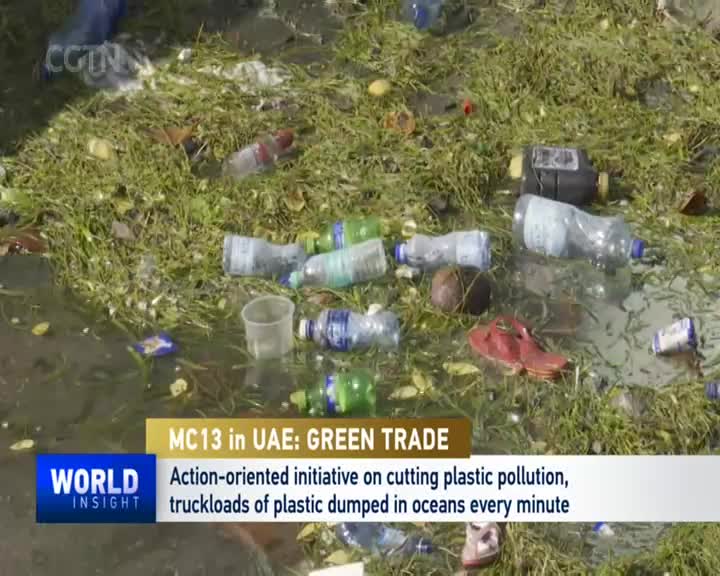 CGTN
MC13 in UAE: GREEN TRADE
WORLD
INSIGHT
Action-oriented initiative on cutting plastic pollution,
truckloads of plastic dumped in oceans every minute